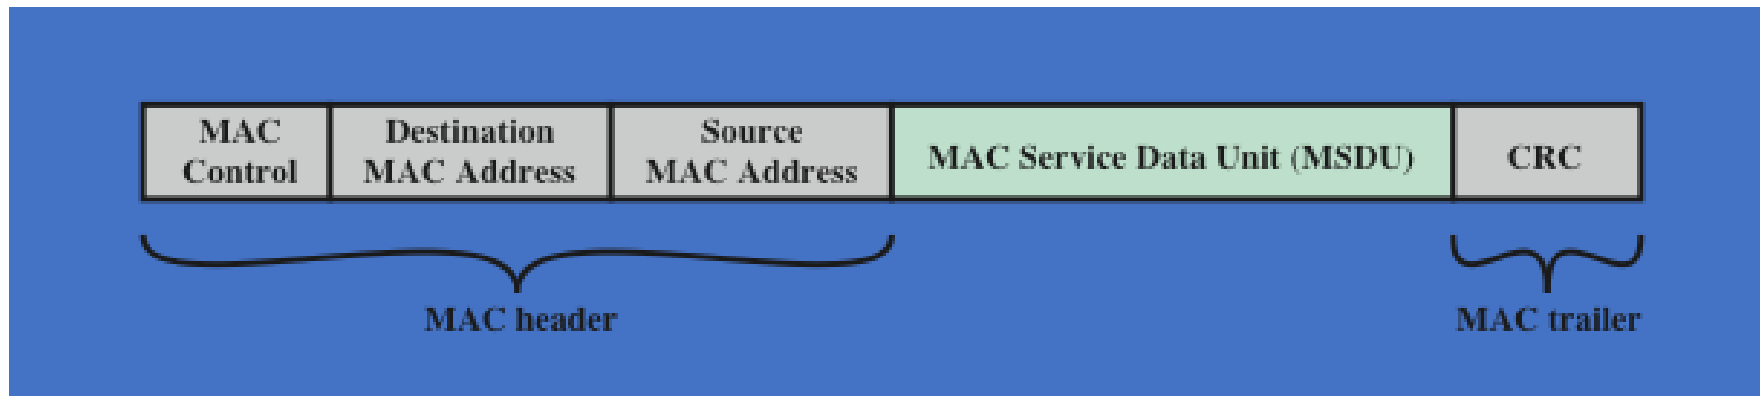 MAC
Control
Destination
MAC Address
Source
MAC Address
MAC Service Data Unit (MSDU)
CRC
MAC header
MAC trailer